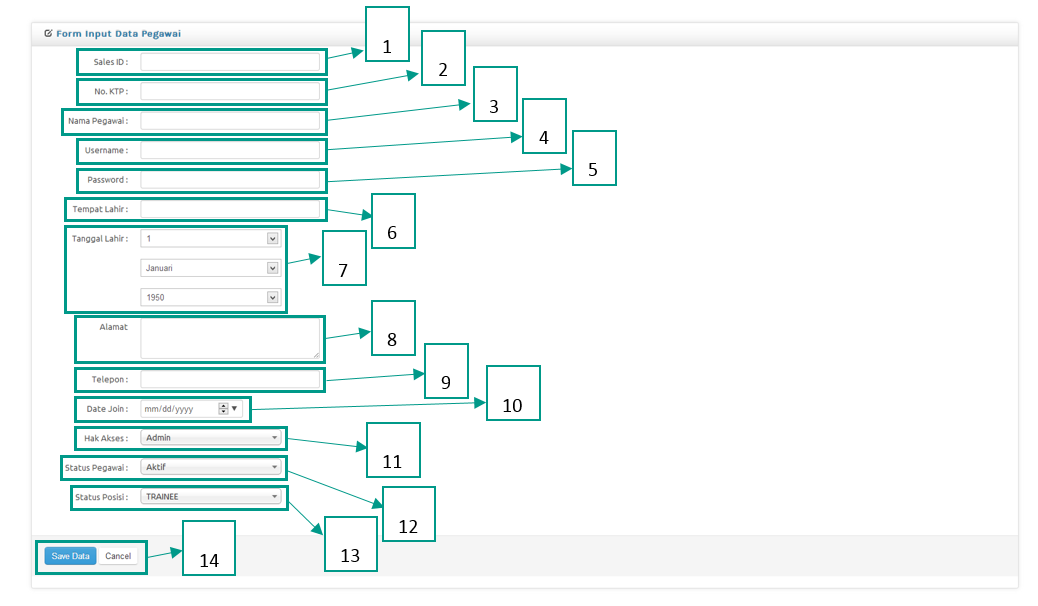 Form Input Data Pegawai
Sales ID : 1
No. KTP : 2
Nama Pegawai : 3
Username : 4
Password : 5
Tempat Lahir : 6
Tanggal Lahir : 1
Januari 7
1950
Alamat 8
Telepon : 9
Date Join : mm/dd/yyyy 10
Hak Akses : Admin 11
Status Pegawai : Aktif 12
Status Posisi : TRAINEE 13
Save Data Cancel 14